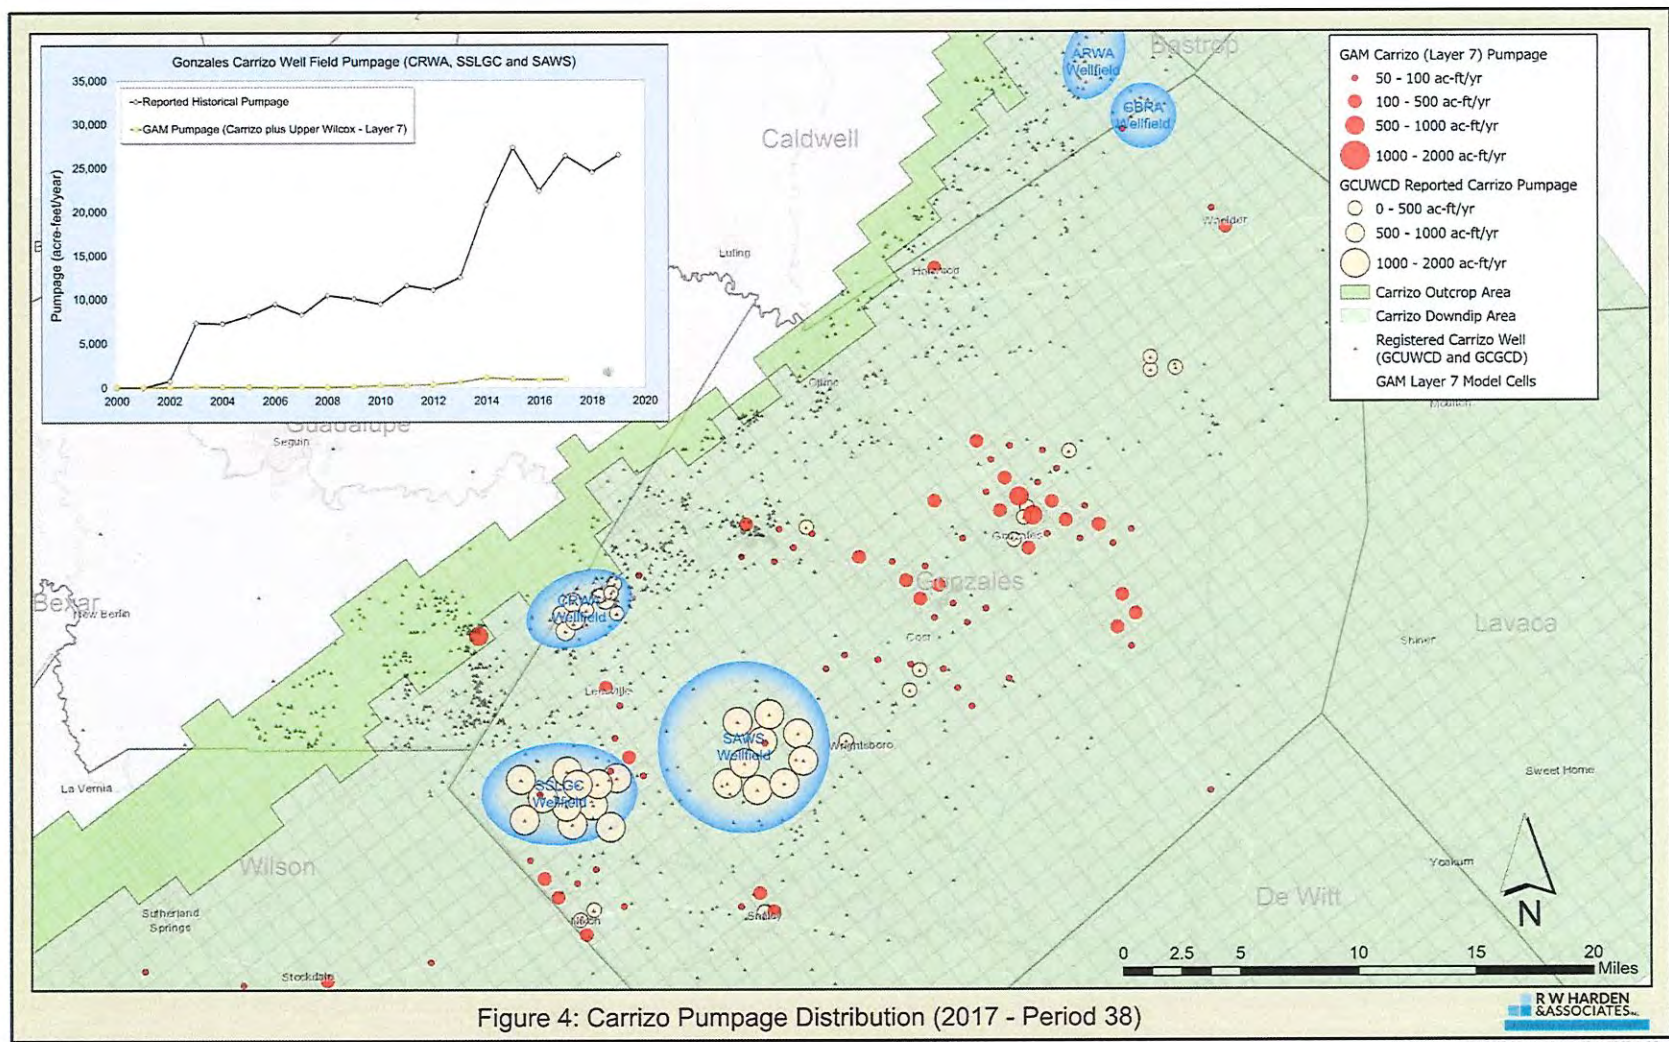 Gonzales Carrizo Well Field Pumpage (CRWA, SSLGC and SAWS)
35,000
30,000
25,000
20,000
15,000
10,000
5,000
0
Pumpage (acre-feet/year)
Reported Historical Pumpage
GAM Pumpage (Carrizo plus Upper Wilcox - Layer 7)
2000
2002
2004
2006
2008
2010
2012
2014
2016
2018
2020
GAM Carrizo (Layer 7) Pumpage
50 - 100 ac-ft/yr
100 - 500 ac-ft/yr
500 - 1000 ac-ft/yr
1000 - 2000 ac-ft/yr
GCUWCD Reported Carrizo Pumpage
0 - 500 ac-ft/yr
500 - 1000 ac-ft/yr
1000 - 2000 ac-ft/yr
Carrizo Outcrop Area
Carrizo Downdip Area
Registered Carrizo Well
(GCUWCD and GCGCD)
GAM Layer 7 Model Cells
Bastrop
ARWA
Wellfield
GBRA
Wellfield
Caldwell
Luling
Waelder
Harwood
Ottine
Moulton
Guadalupe
Seguin
Gonzales
Gonzales
CRWA
Wellfield
Bexar
New Berlin
Cost
Shiner
Lavaca
Leesville
SAWS
Wellfield
Wrightsboro
SSLGC
Wellfield
La Vernia
Sweet Home
Wilson
Yoakum
De Witt
Sutherland
Springs
Nixon
Smiley
Stockdale
N
0
2.5
5
10
15
20
Miles
Figure 4: Carrizo Pumpage Distribution (2017 - Period 38)
R W HARDEN
&ASSOCIATES, INC.